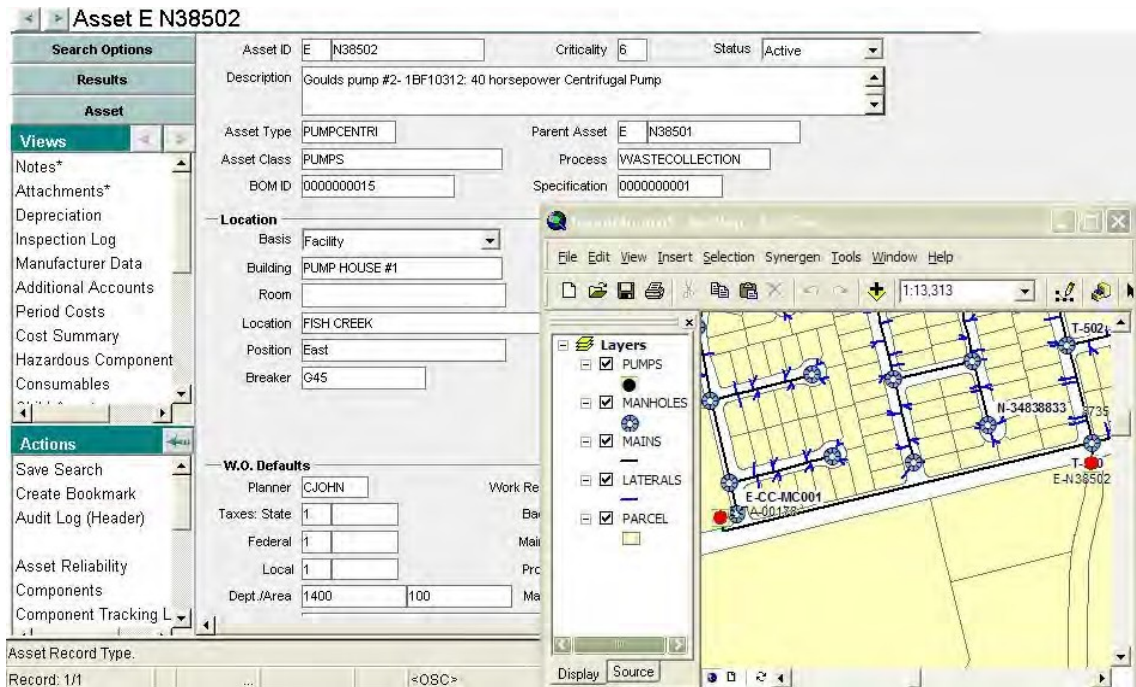 Asset E N38502
Search Options
Results
Asset
Views
Notes*
Attachments*
Depreciation
Inspection Log
Manufacturer Data
Additional Accounts
Period Costs
Cost Summary
Hazardous Component
Consumables
Actions
Save Search
Create Bookmark
Audit Log (Header)
Asset Reliability
Components
Component Tracking L
Asset ID E N38502 Criticality 6 Status Active
Description Goulds pump #2- 1BF10312: 40 horsepower Centrifugal Pump
Asset Type PUMPCENTRI Parent Asset E N38501
Asset Class PUMPS Process WASTECOLLECTION
BOM ID 0000000015 Specification 0000000001
Location
Basis Facility
Building PUMP HOUSE #1
Room
Location FISH CREEK
Position East
Breaker G45
W.O. Defaults
Planner CJOHN Work Re
Taxes: State 1 Bac
Federal 1 Mai
Local 1 Pro
Dept./Area 1400 100 Ma
File Edit View Insert Selection Synergen Tools Window Help
1:13,313
Layers
PUMPS
MANHOLES
MAINS
LATERALS
PARCEL
Display Source
T-502
N-34838833
E-N38502
E-CC-MC001
Asset Record Type.
Record: 1/1 ... <OSC>